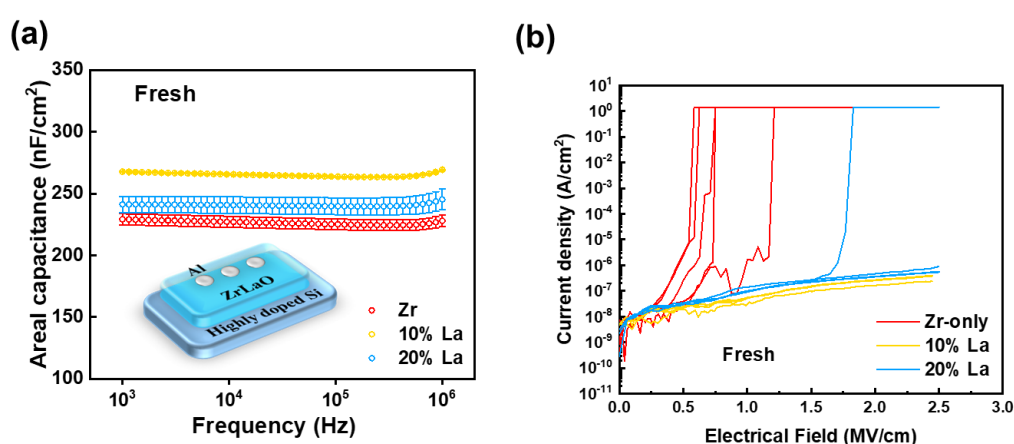 (a)
350
300
250
200
150
100
Areal capacitance (nF/cm²)
Fresh
Al
ZrLaO
Highly doped Si
Zr
10% La
20% La
10³
10⁴
10⁵
10⁶
Frequency (Hz)
(b)
10¹
10⁰
10⁻¹
10⁻²
10⁻³
10⁻⁴
10⁻⁵
10⁻⁶
10⁻⁷
10⁻⁸
10⁻⁹
10⁻¹⁰
10⁻¹¹
Current density (A/cm²)
Zr-only
10% La
20% La
Fresh
0.0 0.5 1.0 1.5 2.0 2.5 3.0
Electrical Field (MV/cm)